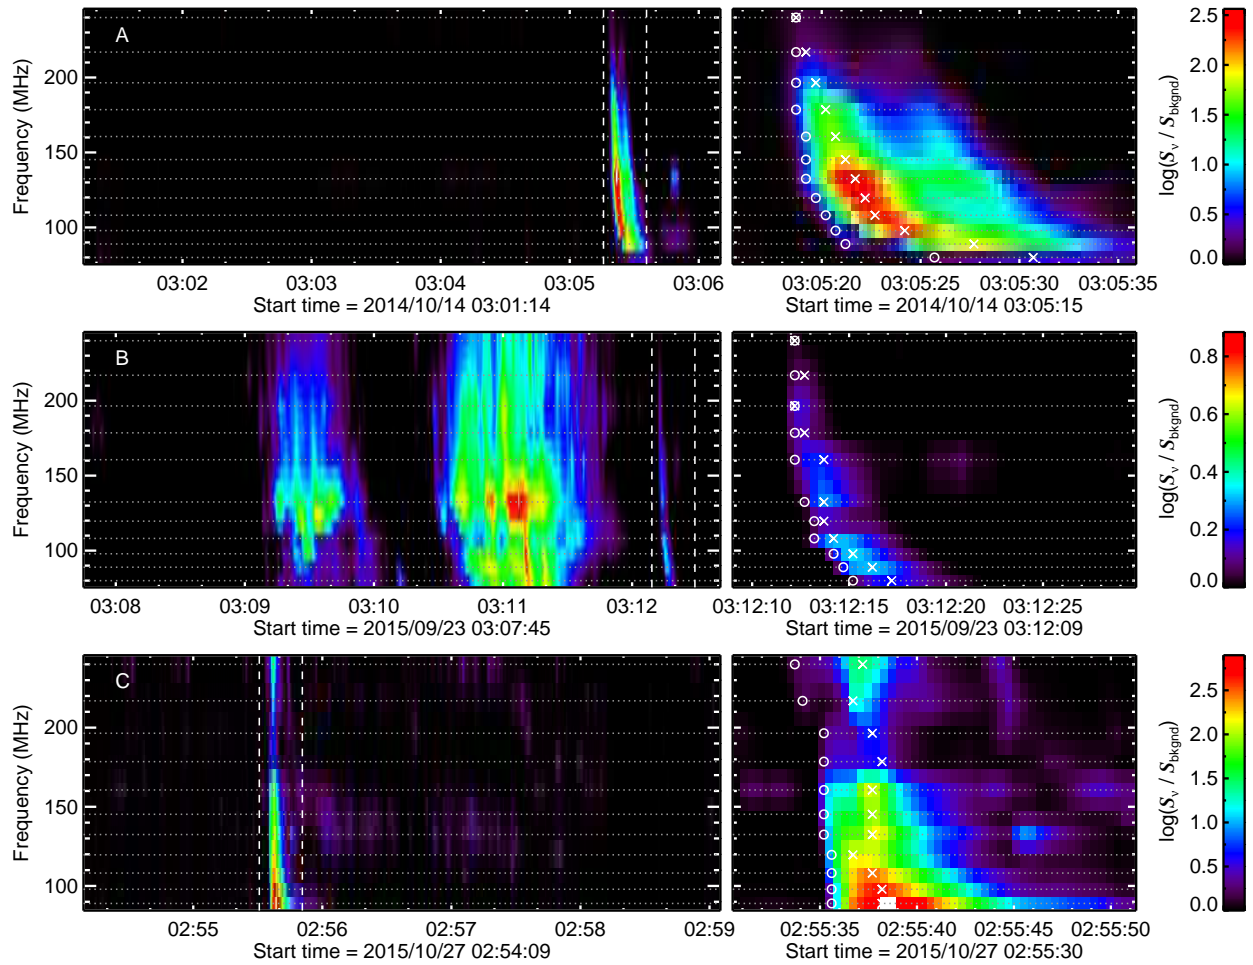 A
Frequency (MHz)
200
150
100
03:02 03:03 03:04 03:05 03:06
Start time = 2014/10/14 03:01:14
03:05:20 03:05:25 03:05:30 03:05:35
Start time = 2014/10/14 03:05:15
2.5
2.0
1.5
1.0
0.5
0.0
log(Sν / Sbkgnd)
B
Frequency (MHz)
200
150
100
03:08 03:09 03:10 03:11 03:12
Start time = 2015/09/23 03:07:45
03:12:10 03:12:15 03:12:20 03:12:25
Start time = 2015/09/23 03:12:09
0.8
0.6
0.4
0.2
0.0
log(Sν / Sbkgnd)
C
Frequency (MHz)
200
150
100
02:55 02:56 02:57 02:58 02:59
Start time = 2015/10/27 02:54:09
02:55:35 02:55:40 02:55:45 02:55:50
Start time = 2015/10/27 02:55:30
2.5
2.0
1.5
1.0
0.5
0.0
log(Sν / Sbkgnd)